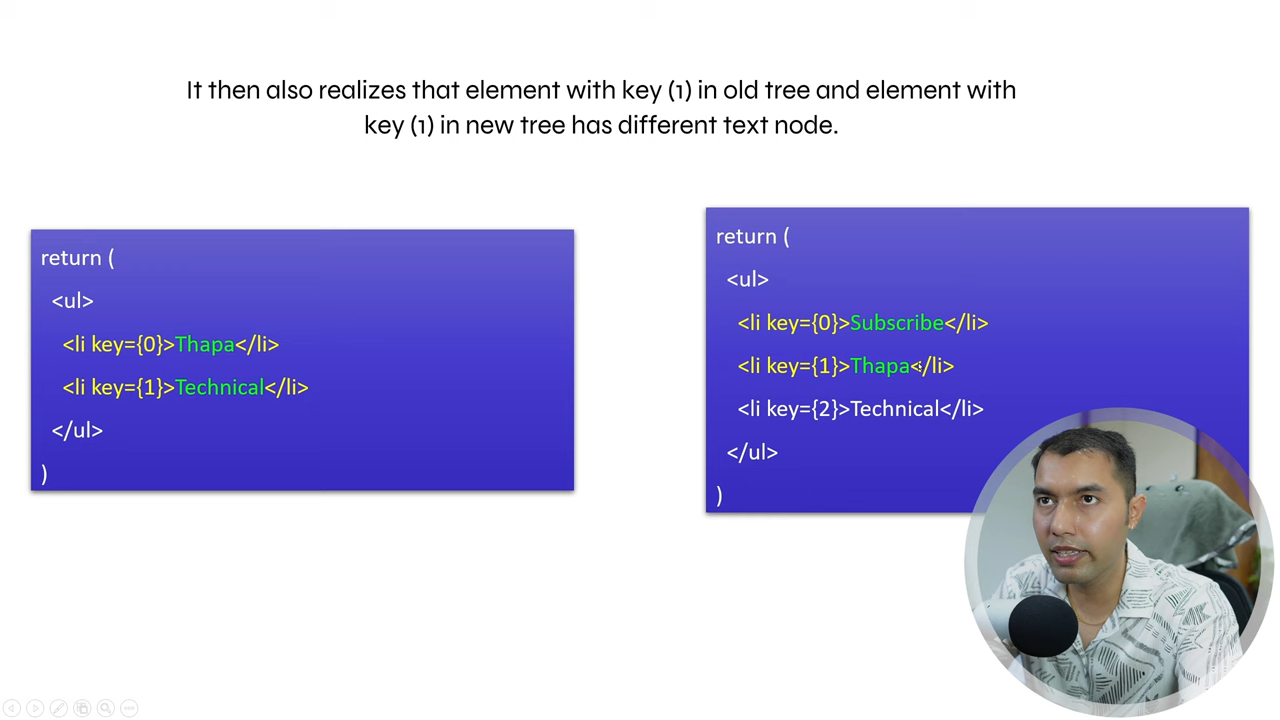 It then also realizes that element with key (1) in old tree and element with
key (1) in new tree has different text node.
return (
<ul>
<li key={0}>Thapa</li>
<li key={1}>Technical</li>
</ul>
)
return (
<ul>
<li key={0}>Subscribe</li>
<li key={1}>Thapa</li>
<li key={2}>Technical</li>
</ul>
)